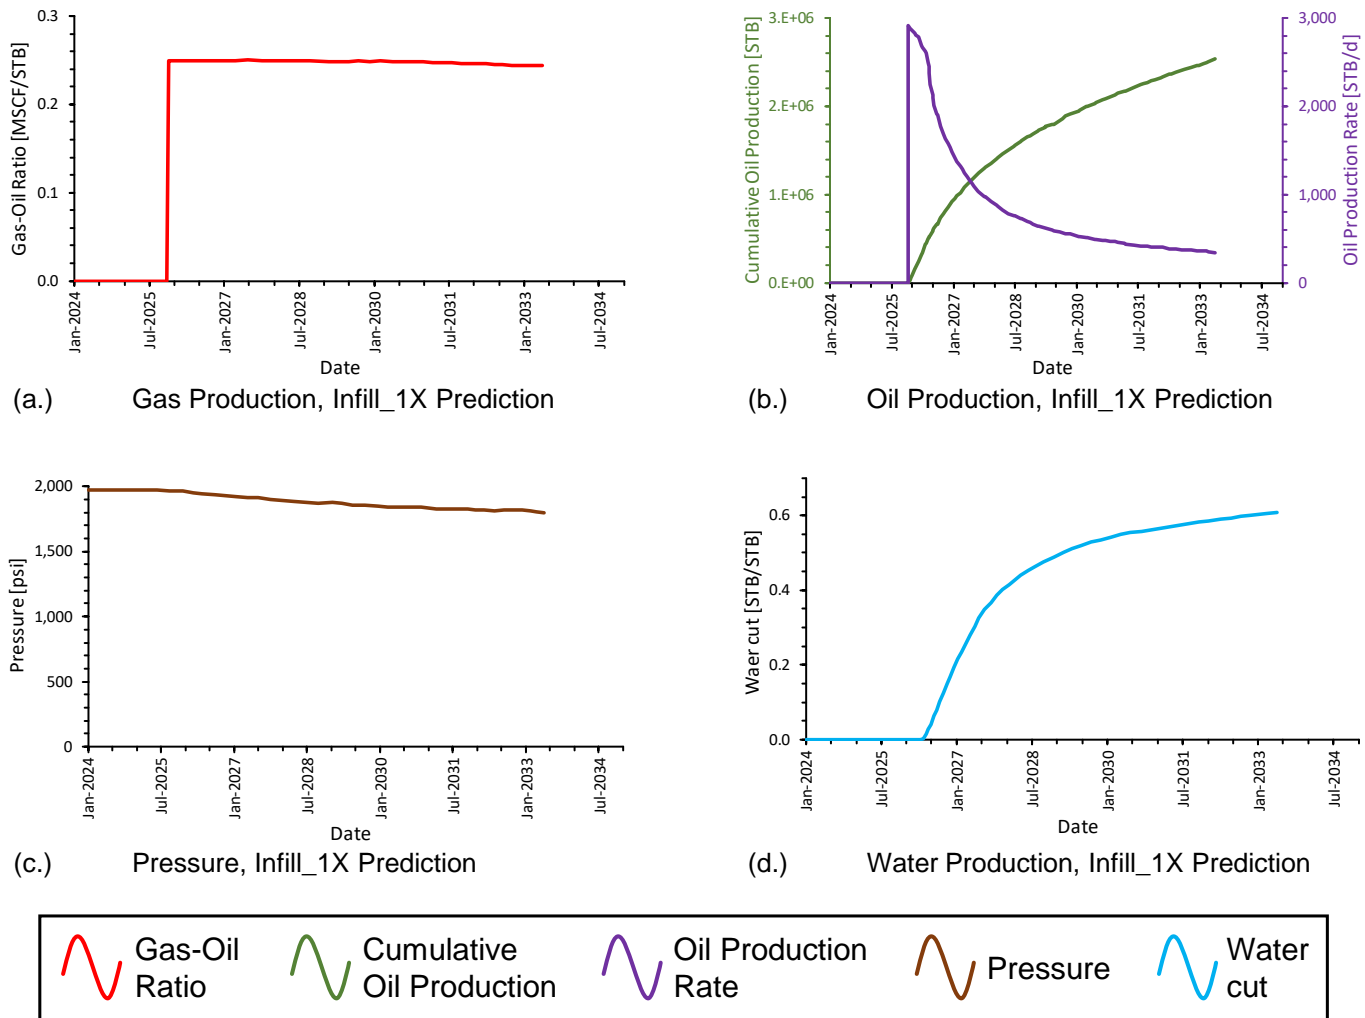 0.3
0.2
0.1
0.0
Gas-Oil Ratio [MSCF/STB]
Jan-2024
Jul-2025
Jan-2027
Jul-2028
Jan-2030
Jul-2031
Jan-2033
Jul-2034
Date
(a.) Gas Production, Infill_1X Prediction
3.E+06
2.E+06
1.E+06
0.E+00
Cumulative Oil Production [STB]
3,000
2,000
1,000
0
Oil Production Rate [STB/d]
Jan-2024
Jul-2025
Jan-2027
Jul-2028
Jan-2030
Jul-2031
Jan-2033
Jul-2034
Date
(b.) Oil Production, Infill_1X Prediction
2,000
1,500
1,000
500
0
Pressure [psi]
Jan-2024
Jul-2025
Jan-2027
Jul-2028
Jan-2030
Jul-2031
Jan-2033
Jul-2034
Date
(c.) Pressure, Infill_1X Prediction
0.6
0.4
0.2
0.0
Waer cut [STB/STB]
Jan-2024
Jul-2025
Jan-2027
Jul-2028
Jan-2030
Jul-2031
Jan-2033
Jul-2034
Date
(d.) Water Production, Infill_1X Prediction
Gas-Oil
Ratio
Cumulative
Oil Production
Oil Production
Rate
Pressure
Water
cut